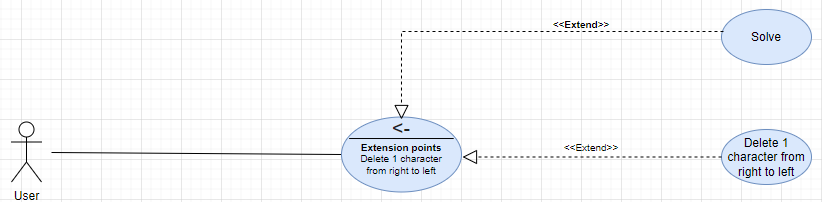 <<Extend>>
Solve
<-
Extension points
Delete 1 character
from right to left
<<Extend>>
Delete 1
character from
right to left
User